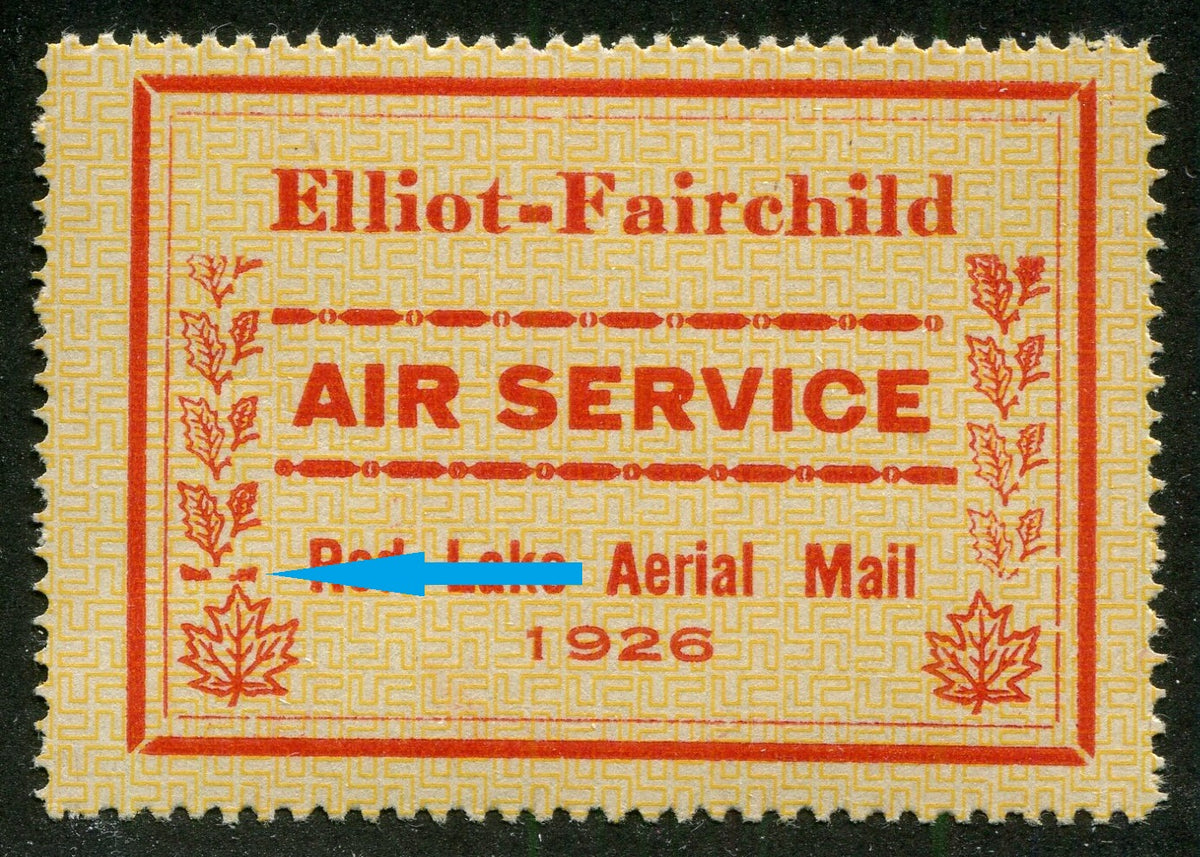 Elliot-Fairchild
AIR SERVICE
Red Lake Aerial Mail
1926